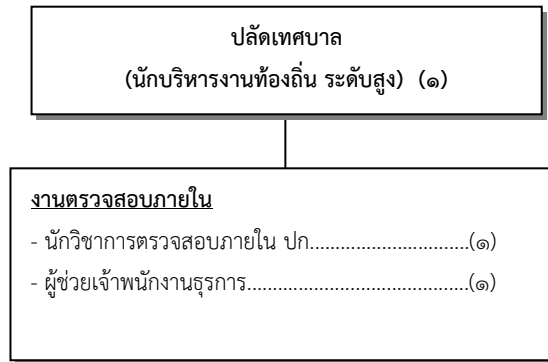 ปลัดเทศบาล
(นักบริหารงานท้องถิ่น ระดับสูง) (๑)
งานตรวจสอบภายใน
- นักวิชาการตรวจสอบภายใน ปก................................(๑)
- ผู้ช่วยเจ้าพนักงานธุรการ............................................(๑)